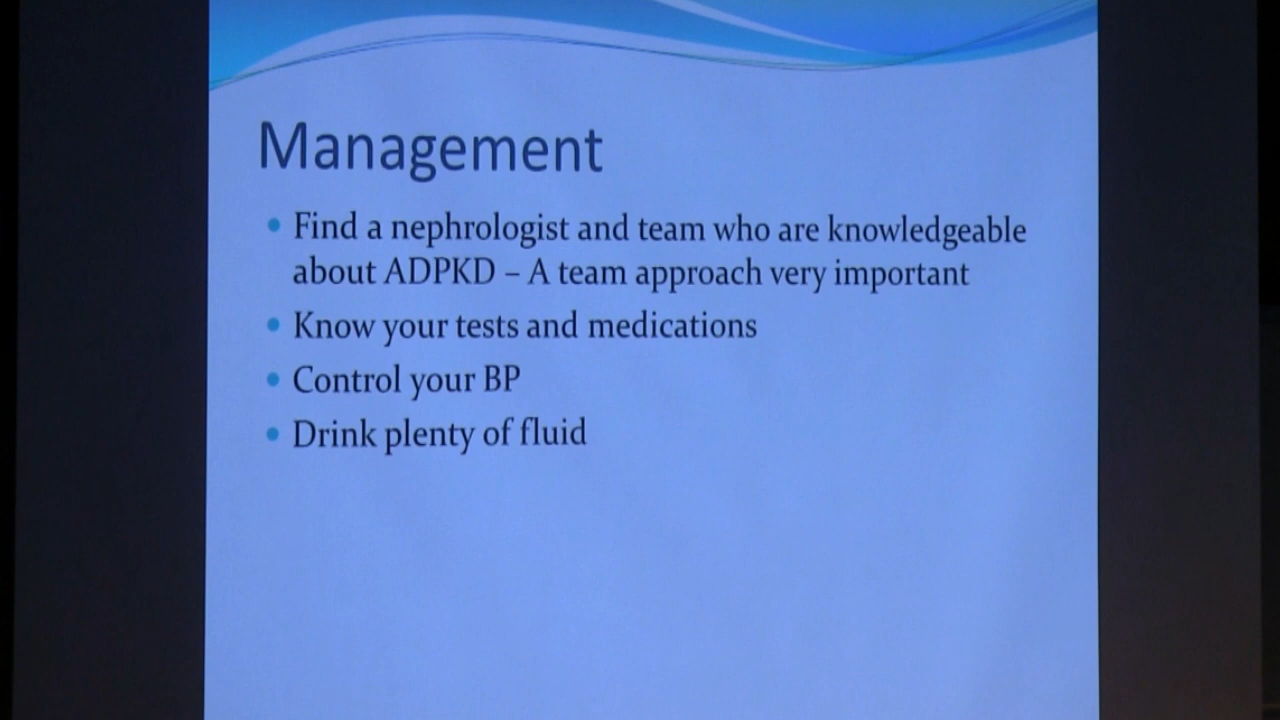 Management
Find a nephrologist and team who are knowledgeable
about ADPKD – A team approach very important
Know your tests and medications
Control your BP
Drink plenty of fluid